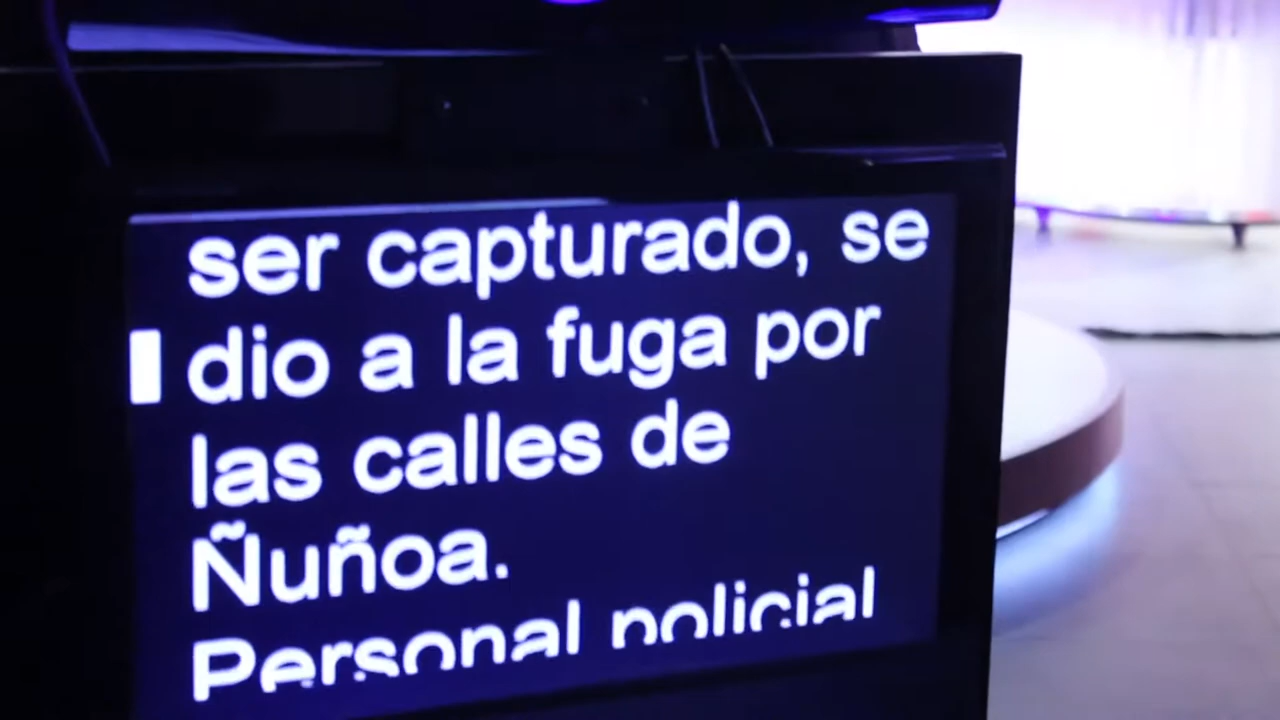 ser capturado, se
dio a la fuga por
las calles de
Ñuñoa.
Personal policial